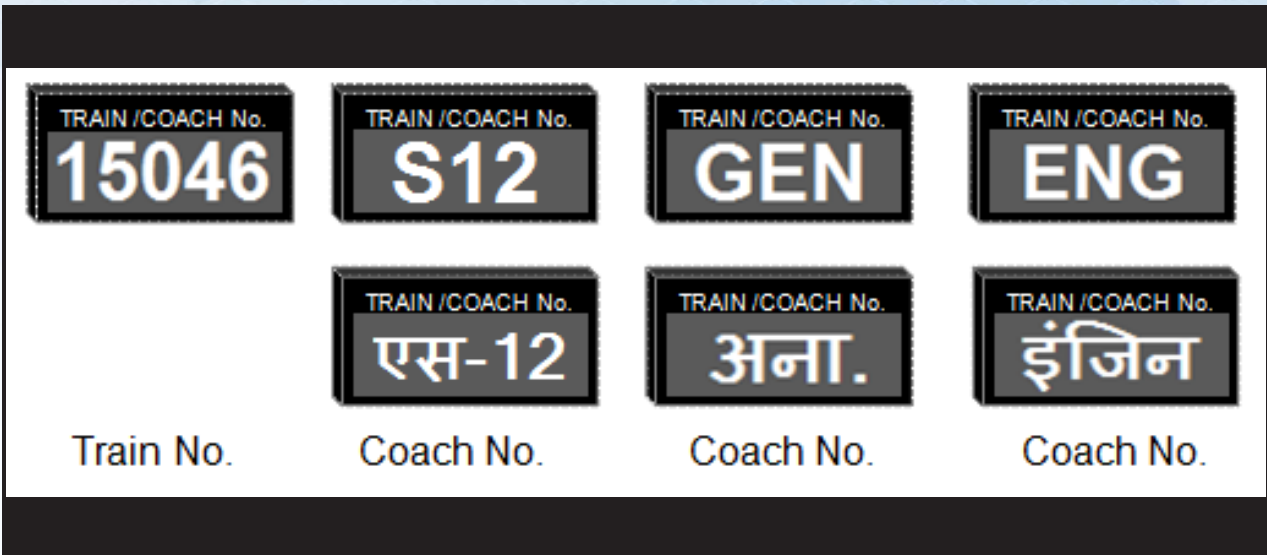 TRAIN /COACH No.
15046
TRAIN /COACH No.
S12
TRAIN /COACH No.
GEN
TRAIN /COACH No.
ENG
TRAIN /COACH No.
एस-12
TRAIN /COACH No.
अना.
TRAIN /COACH No.
इंजिन
Train No.
Coach No.
Coach No.
Coach No.